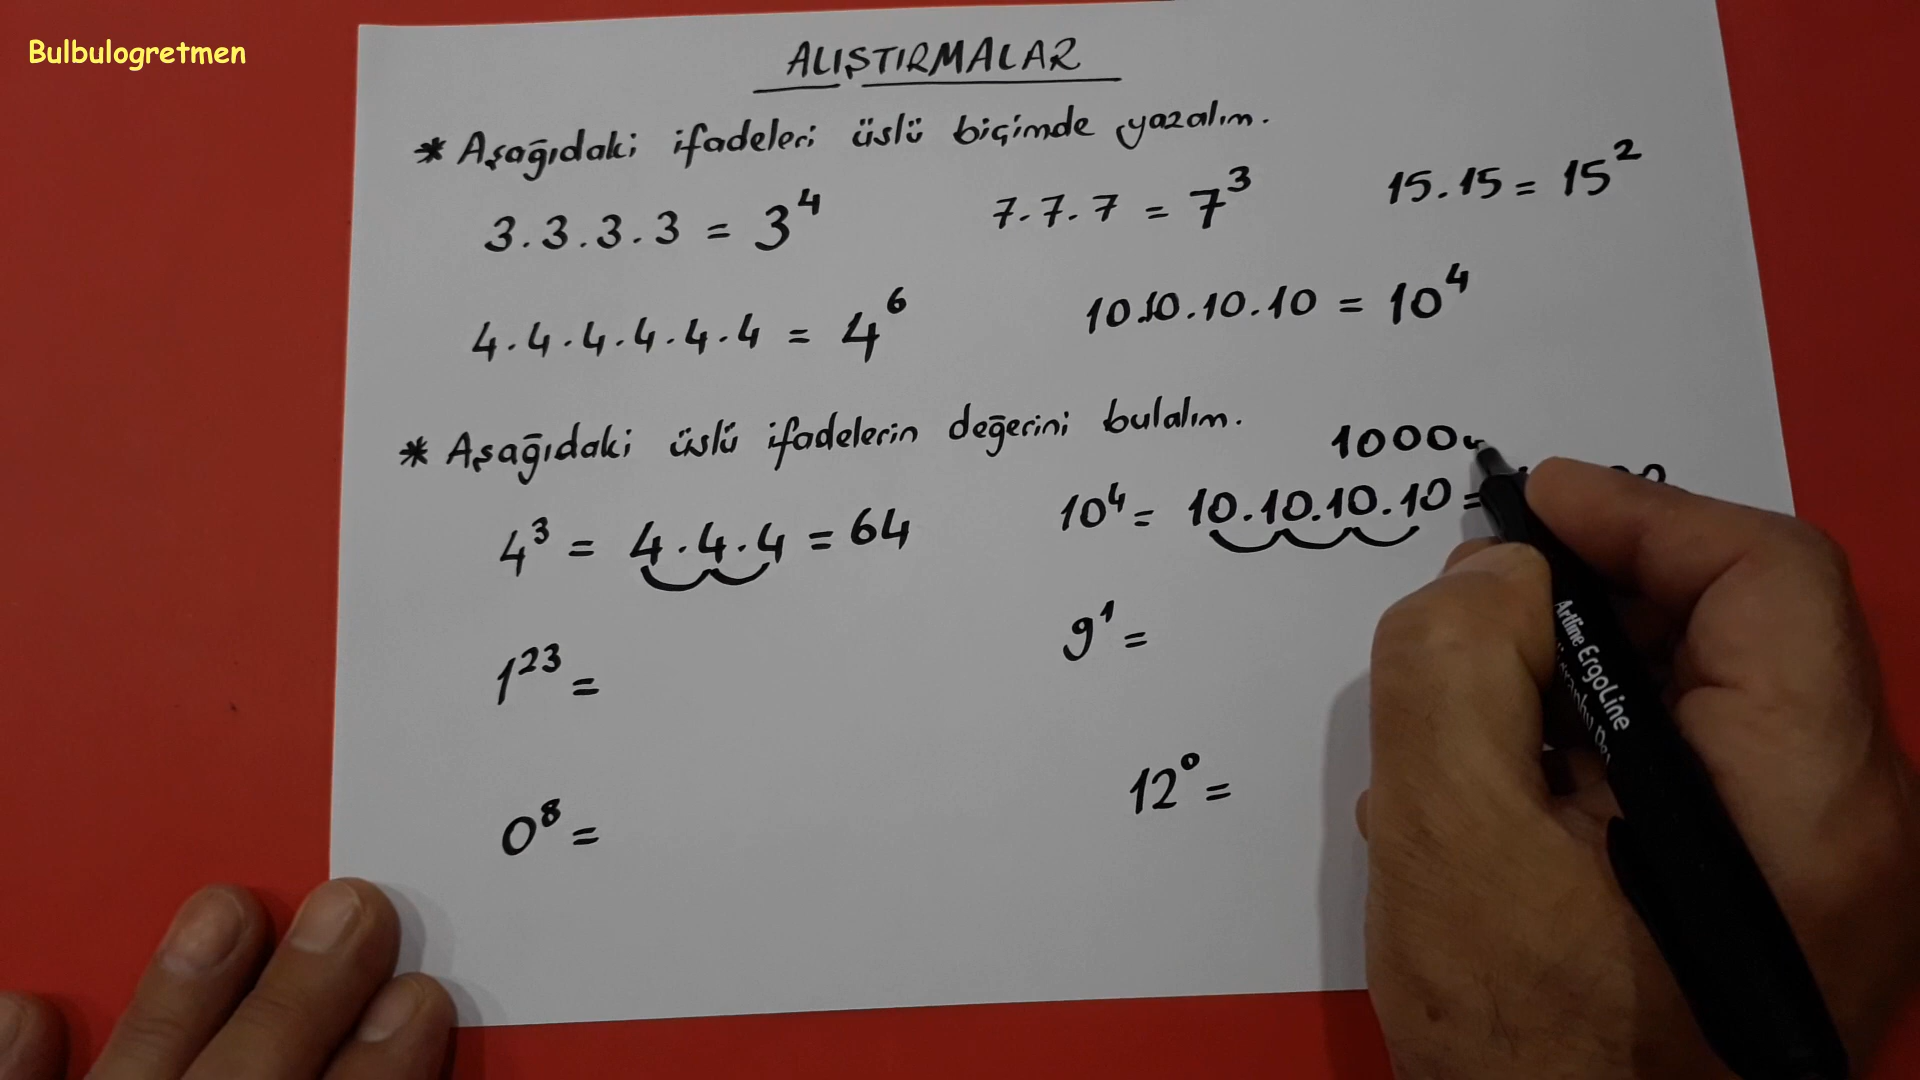 Bulbulogretmen
ALIŞTIRMALAR
* Aşağıdaki ifadeleri üslü biçimde yazalım.
3.3.3.3 = 3⁴ 7.7.7 = 7³ 15.15 = 15²
4.4.4.4.4.4 = 4⁶ 10.10.10.10 = 10⁴
* Aşağıdaki üslü ifadelerin değerini bulalım.
1000
4³ = 4.4.4 = 64 10⁴ = 10.10.10.10 =
1²³ = 9¹ =
0⁸ = 12⁰ =
Artline ErgoLine